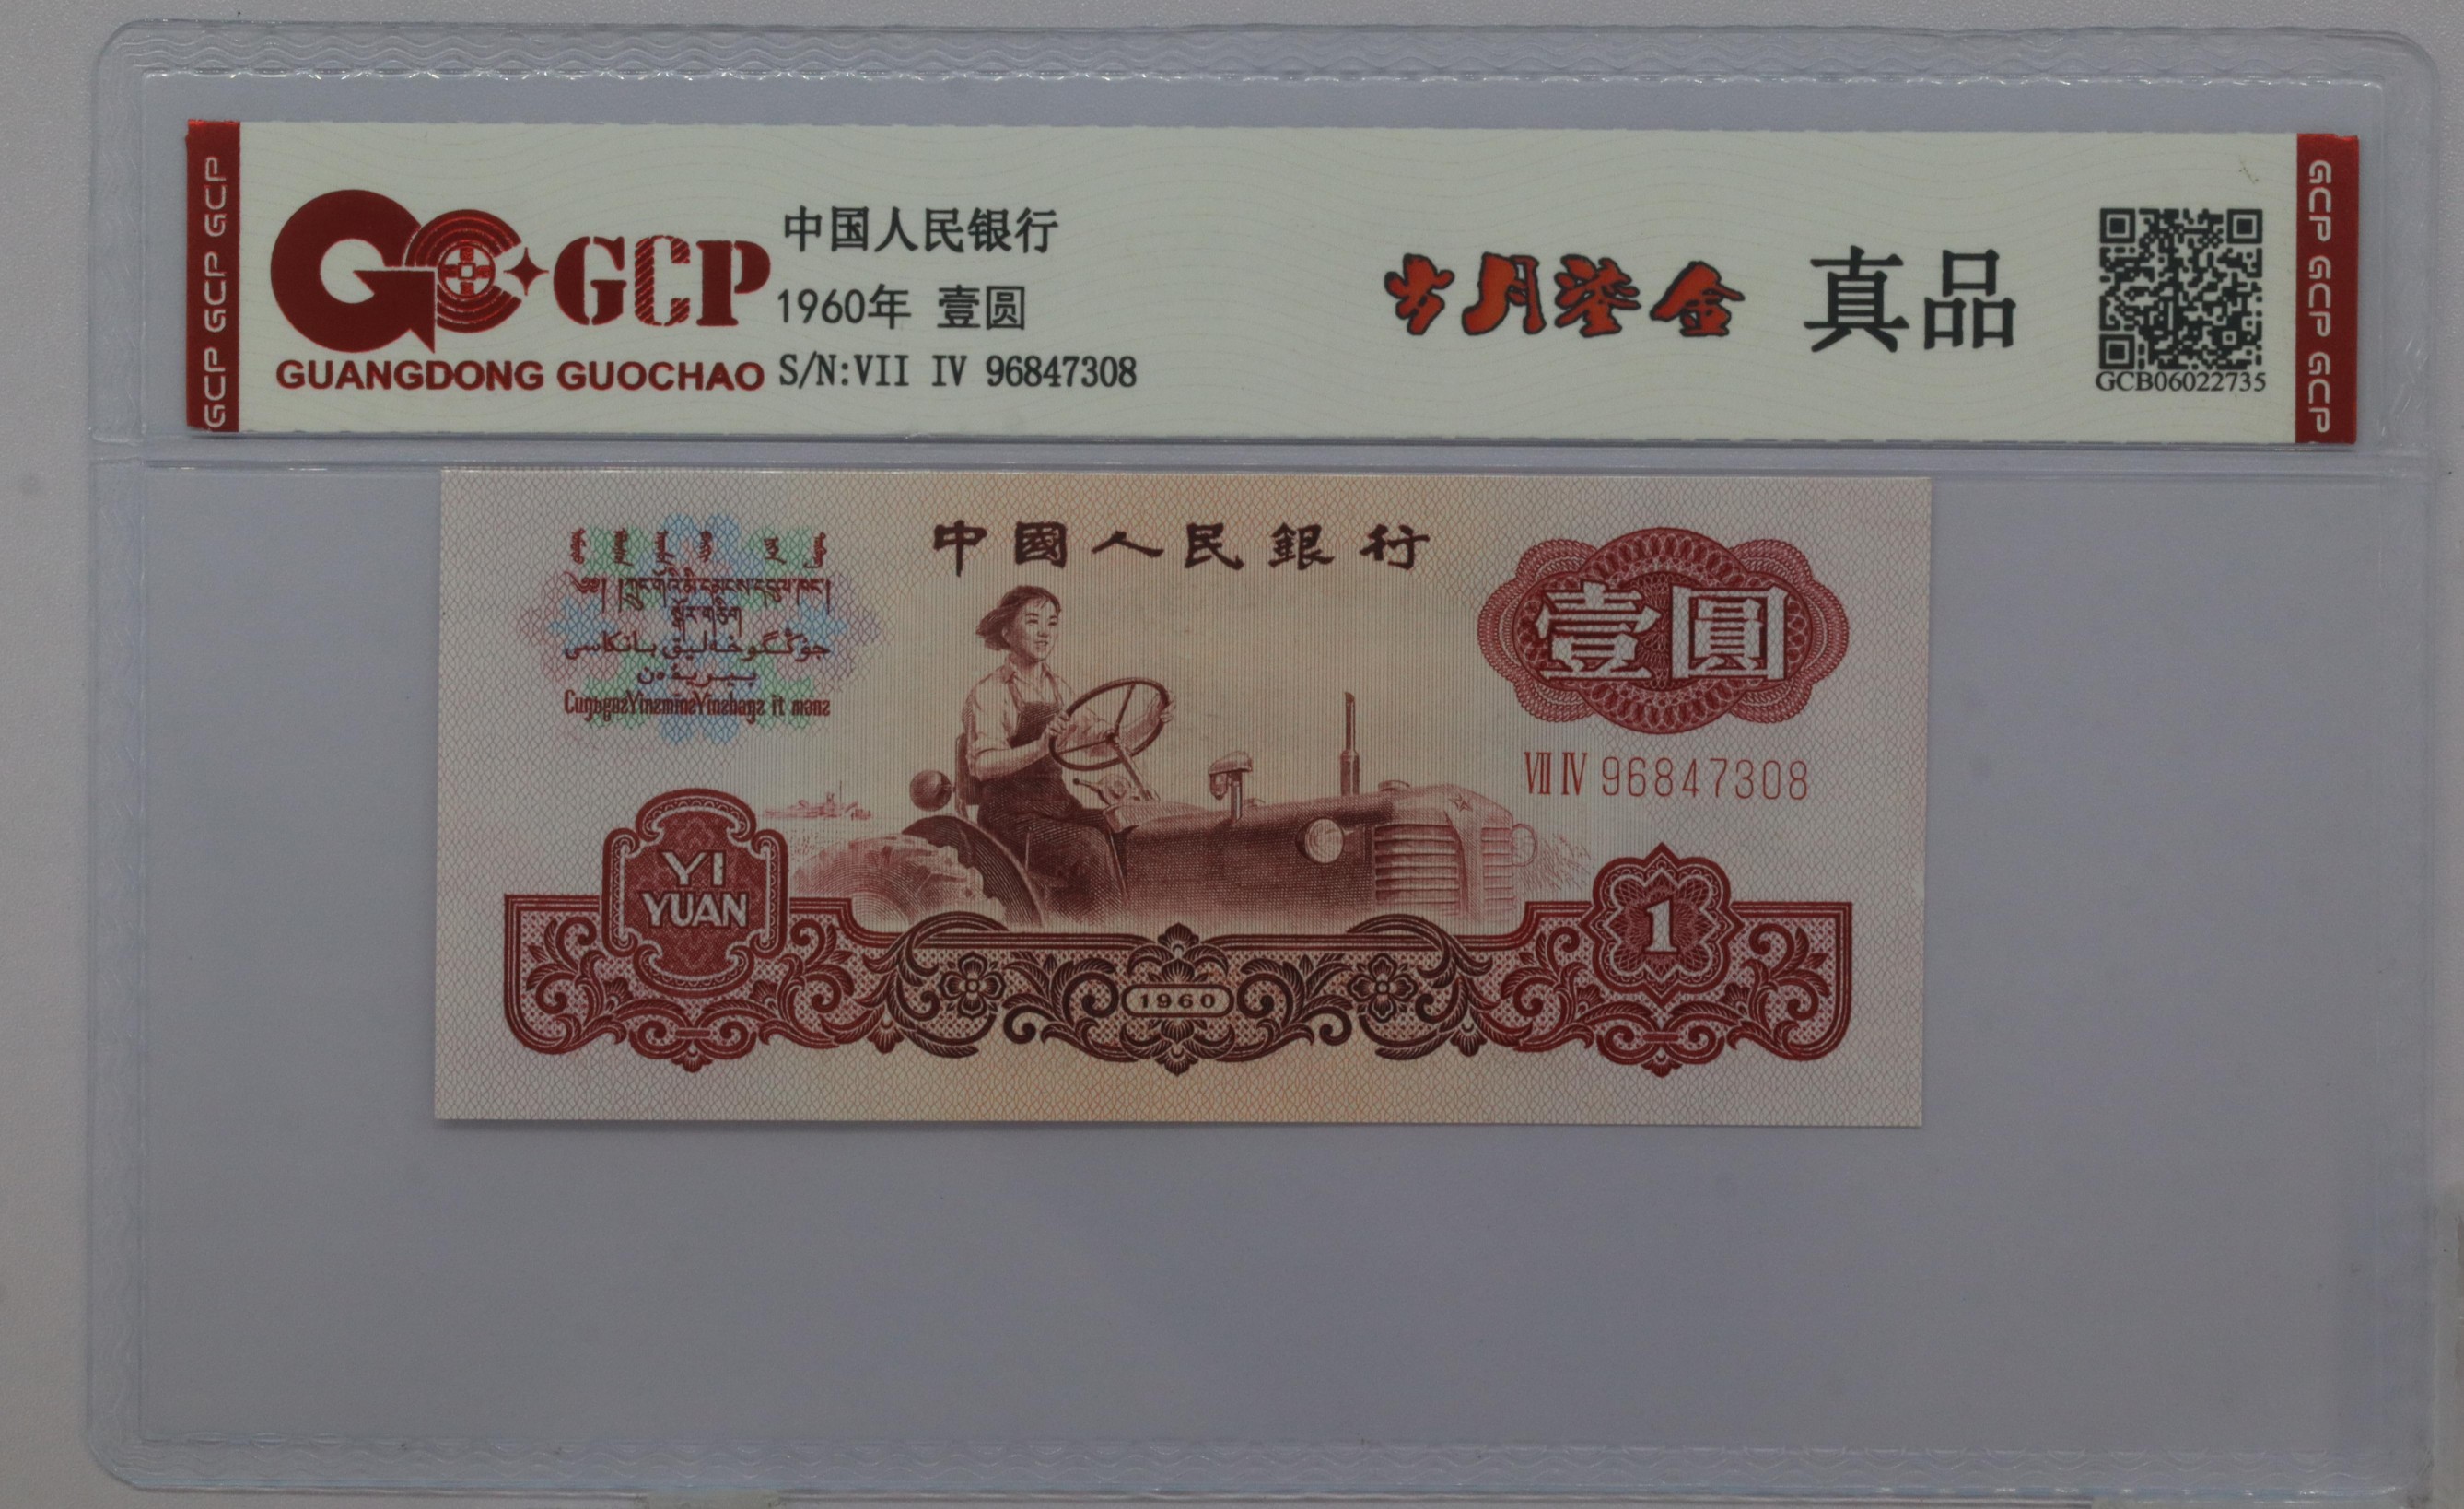 GCP GCP GCP
GCP
GUANGDONG GUOCHAO
中国人民银行
1960年 壹圆
S/N:VII IV 96847308
岁月鎏金 真品
GCB06022735
GCP GCP GCP
中國人民銀行
壹圓
VII IV 96847308
YI
YUAN
1
1960